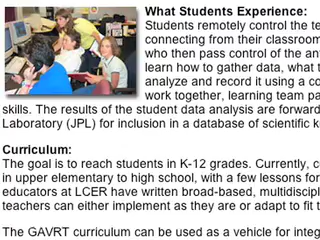 What Students Experience:
Students remotely control the te
connecting from their classroom
who then pass control of the an
learn how to gather data, what t
analyze and record it using a co
work together, learning team pa
skills. The results of the student data analysis are forward
Laboratory (JPL) for inclusion in a database of scientific k
Curriculum:
The goal is to reach students in K-12 grades. Currently, c
in upper elementary to high school, with a few lessons for
educators at LCER have written broad-based, multidiscipl
teachers can either implement as they are or adapt to fit t
The GAVRT curriculum can be used as a vehicle for integ